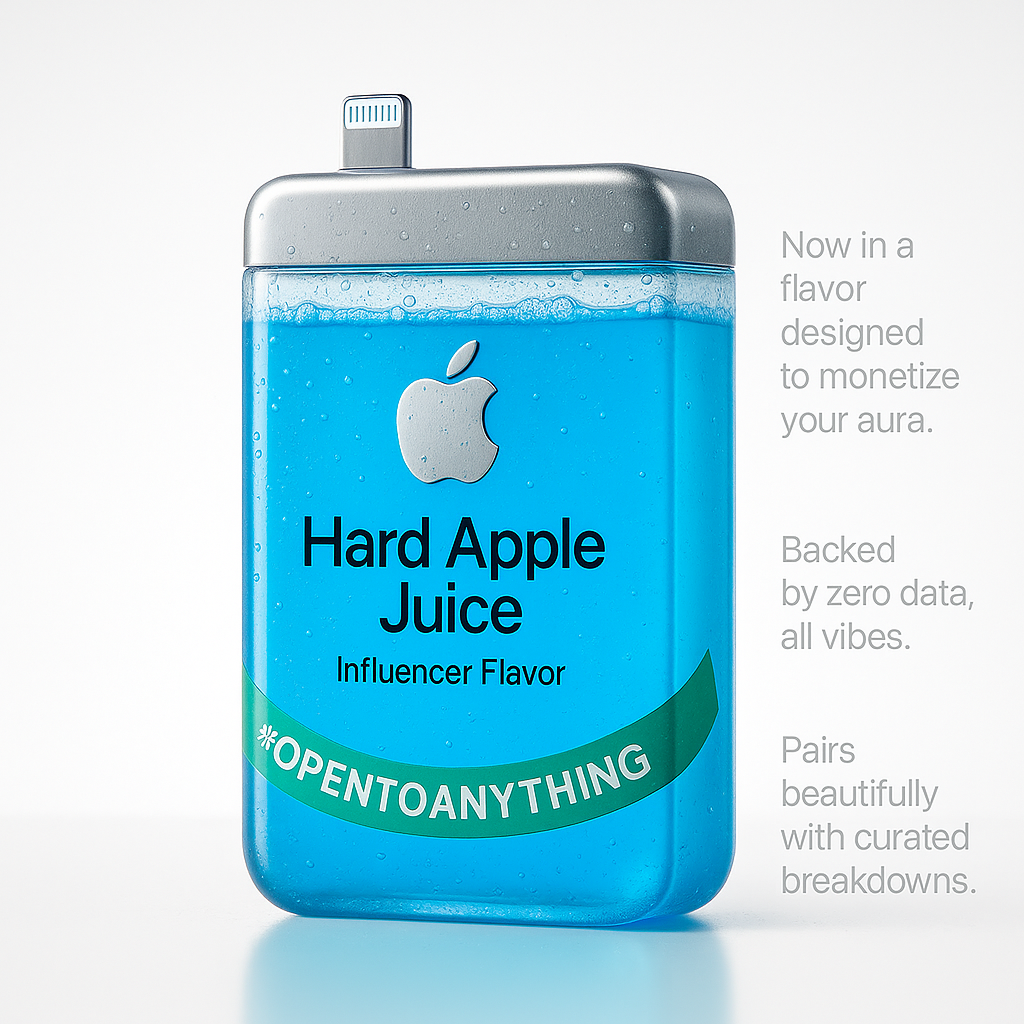 Hard Apple
Juice
Influencer Flavor
*OPENTOANYTHING
Now in a
flavor
designed
to monetize
your aura.
Backed
by zero data,
all vibes.
Pairs
beautifully
with curated
breakdowns.